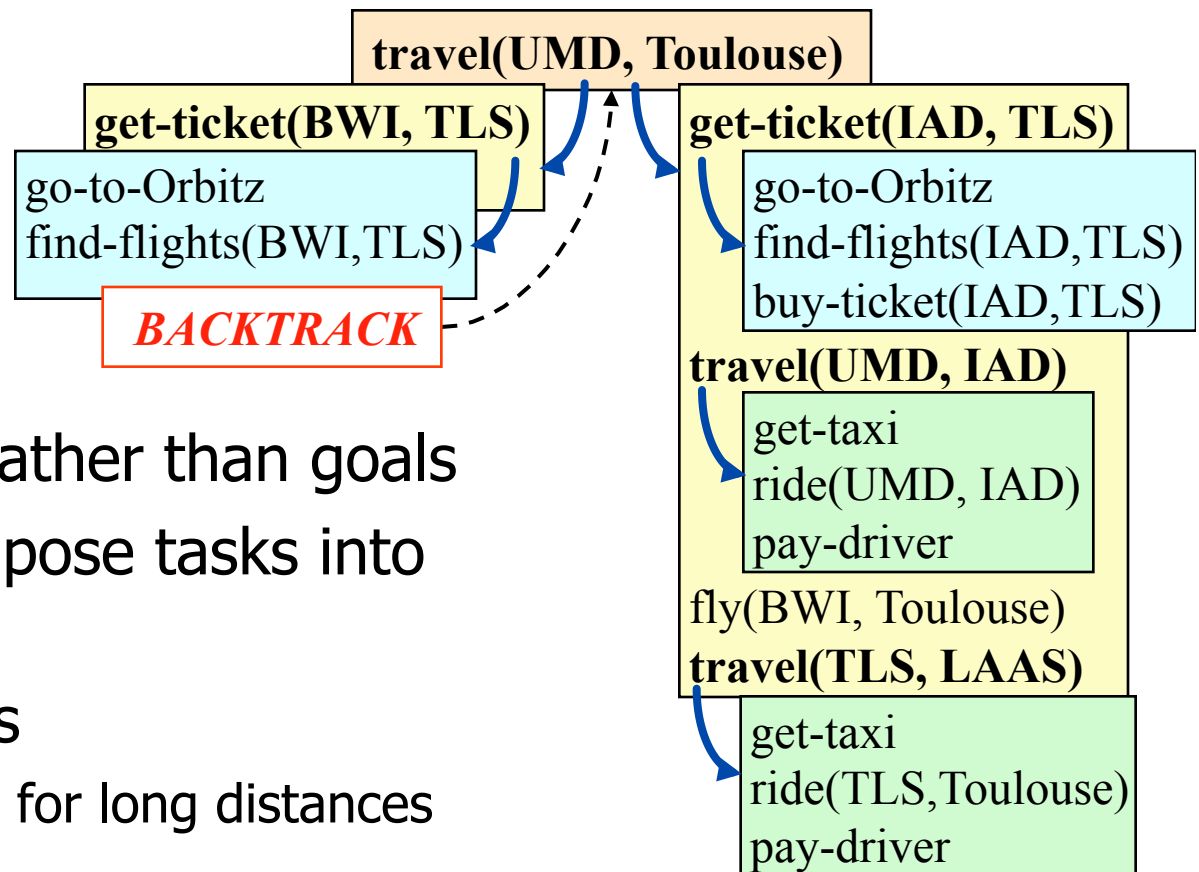 travel(UMD, Toulouse)
get-ticket(BWI, TLS)
go-to-Orbitz
find-flights(BWI,TLS)
BACKTRACK
get-ticket(IAD, TLS)
go-to-Orbitz
find-flights(IAD,TLS)
buy-ticket(IAD,TLS)
travel(UMD, IAD)
get-taxi
ride(UMD, IAD)
pay-driver
fly(BWI, Toulouse)
travel(TLS, LAAS)
get-taxi
ride(TLS,Toulouse)
pay-driver
ather than goals
pose tasks into
s
for long distances